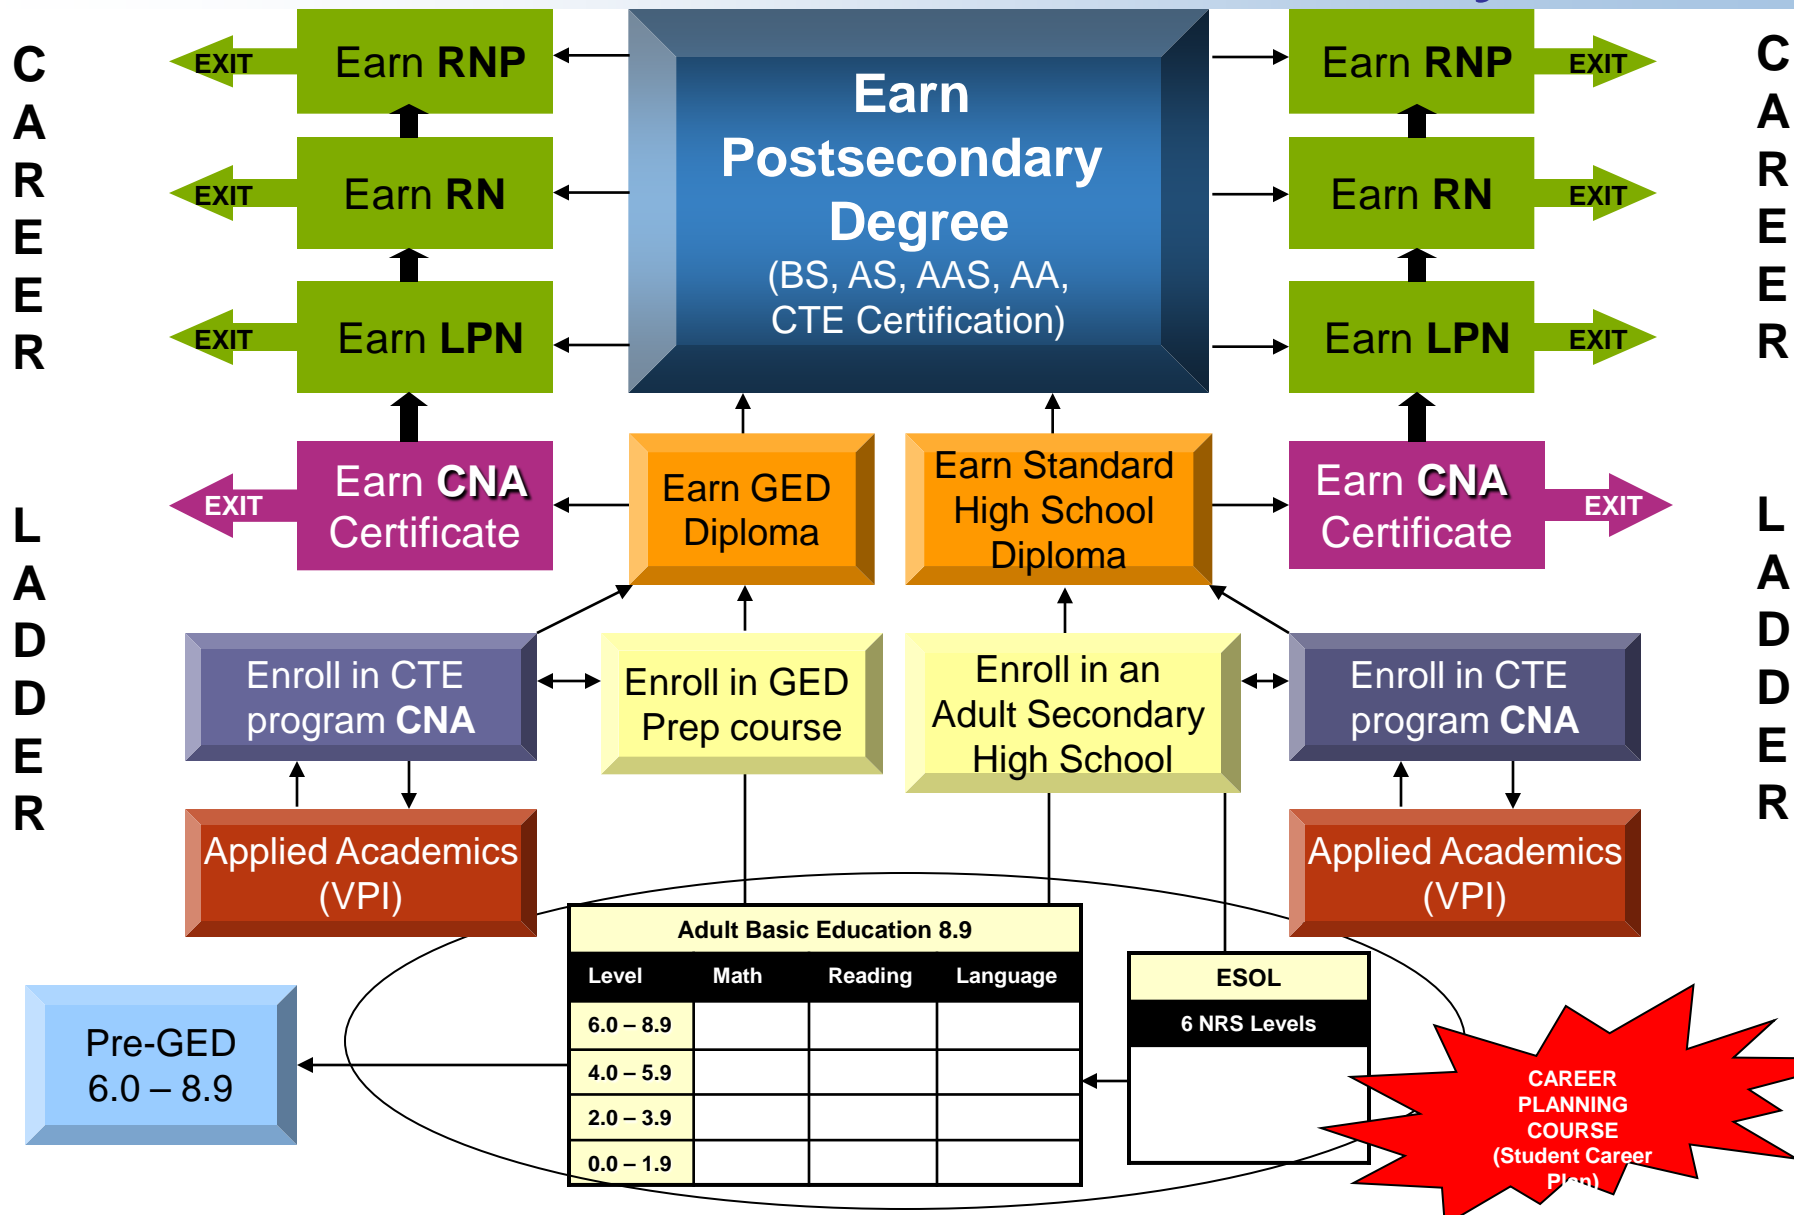 CAREER
LADDER
EXIT
Earn RNP
EXIT
Earn RN
EXIT
Earn LPN
EXIT
Earn CNA
Certificate
Earn
Postsecondary
Degree
(BS, AS, AAS, AA,
CTE Certification)
Earn RNP
EXIT
Earn RN
EXIT
Earn LPN
EXIT
Earn CNA
Certificate
EXIT
CAREER
LADDER
Earn GED
Diploma
Earn Standard
High School
Diploma
Enroll in CTE
program CNA
Enroll in GED
Prep course
Enroll in an
Adult Secondary
High School
Enroll in CTE
program CNA
Applied Academics
(VPI)
Applied Academics
(VPI)
Pre-GED
6.0 – 8.9
Adult Basic Education 8.9
Level Math Reading Language
6.0 – 8.9
4.0 – 5.9
2.0 – 3.9
0.0 – 1.9
ESOL
6 NRS Levels
CAREER
PLANNING
COURSE
(Student Career
Plan)